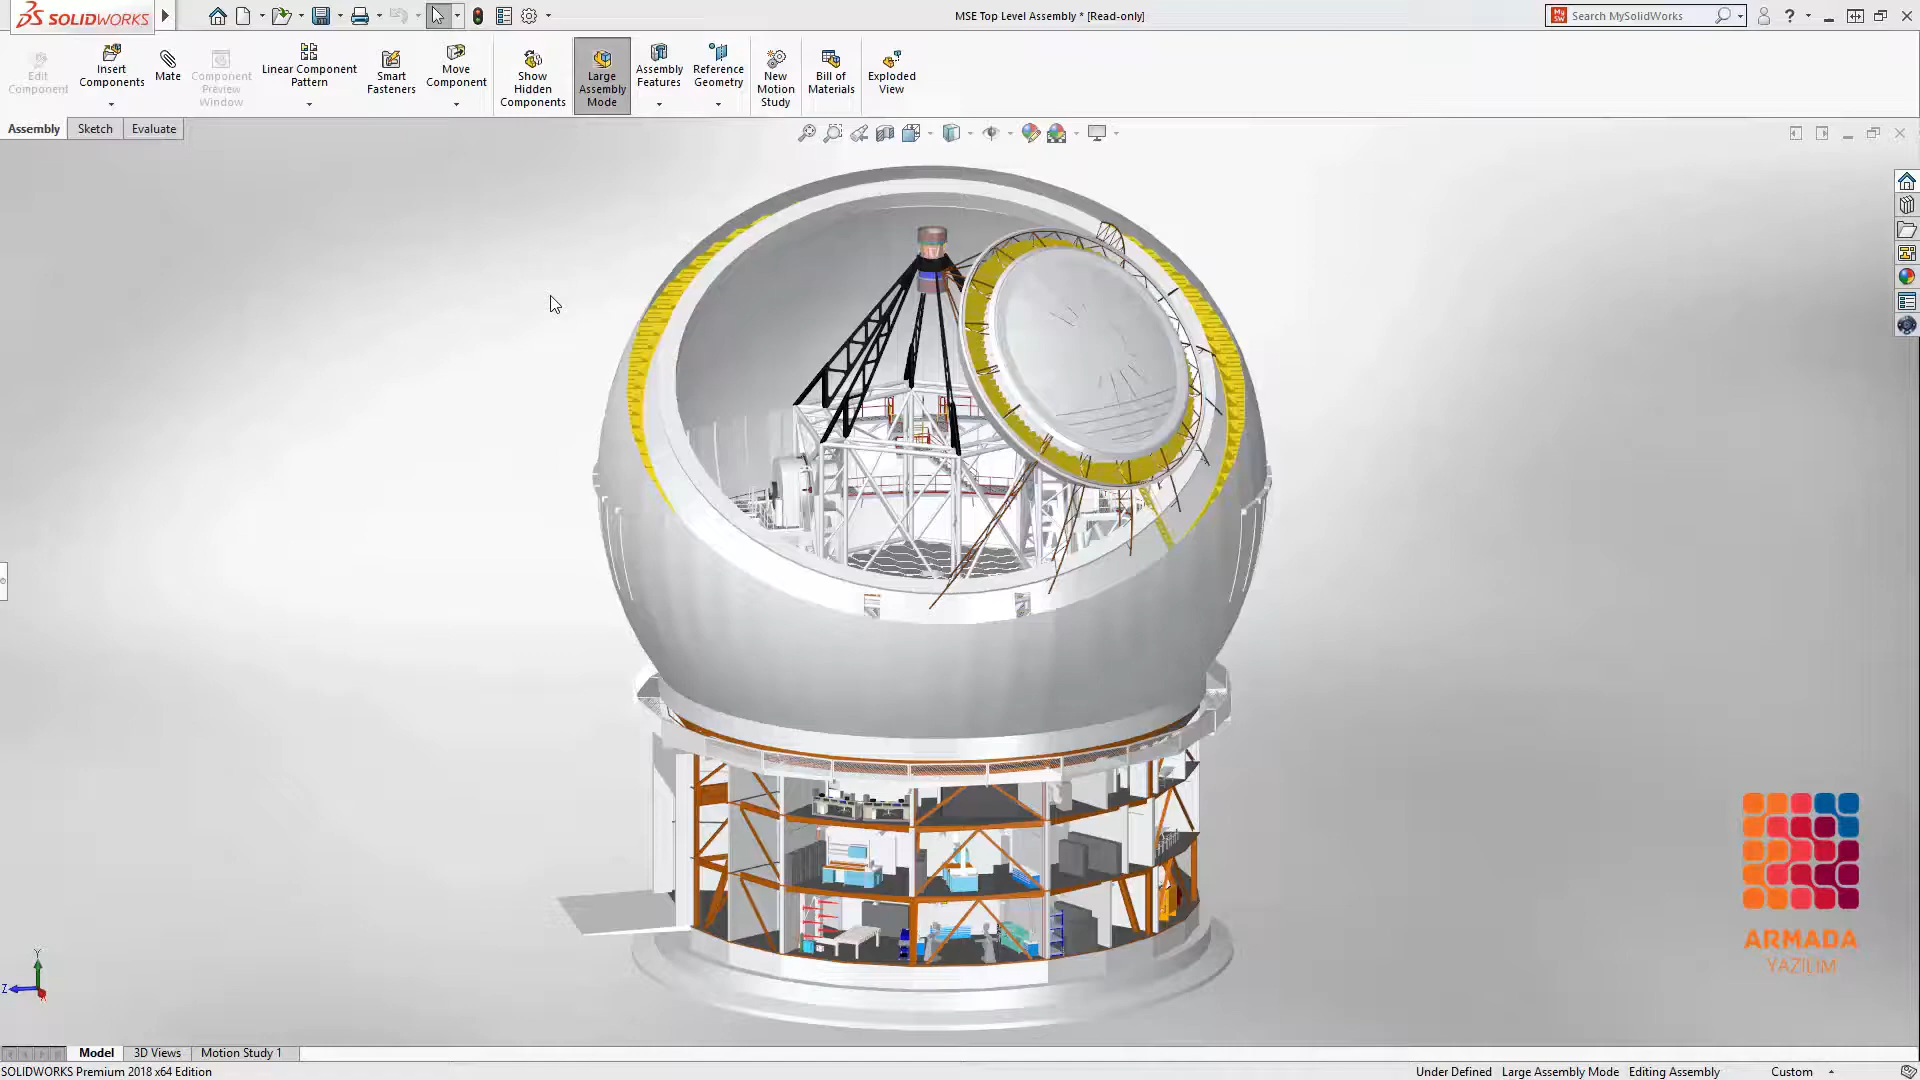 SOLIDWORKS
MSE Top Level Assembly * [Read-only]
Search MySolidWorks
Edit Component
Insert Components
Mate
Component Preview Window
Linear Component Pattern
Smart Fasteners
Move Component
Show Hidden Components
Large Assembly Mode
Assembly Features
Reference Geometry
New Motion Study
Bill of Materials
Exploded View
Assembly
Sketch
Evaluate
ARMADA
YAZILIM
Y
Z
Model
3D Views
Motion Study 1
SOLIDWORKS Premium 2018 x64 Edition
Under Defined
Large Assembly Mode
Editing Assembly
Custom